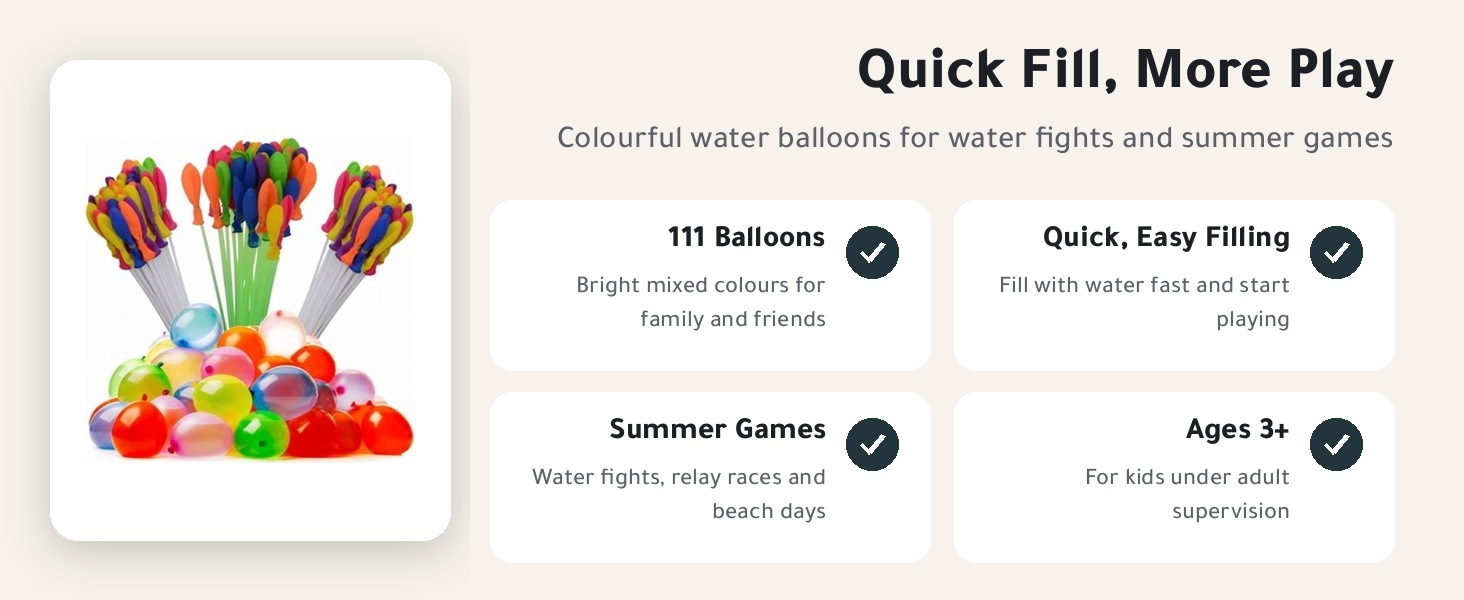 Quick Fill, More Play
Colourful water balloons for water fights and summer games
111 Balloons
Bright mixed colours for
family and friends
Quick, Easy Filling
Fill with water fast and start
playing
Summer Games
Water fights, relay races and
beach days
Ages 3+
For kids under adult
supervision